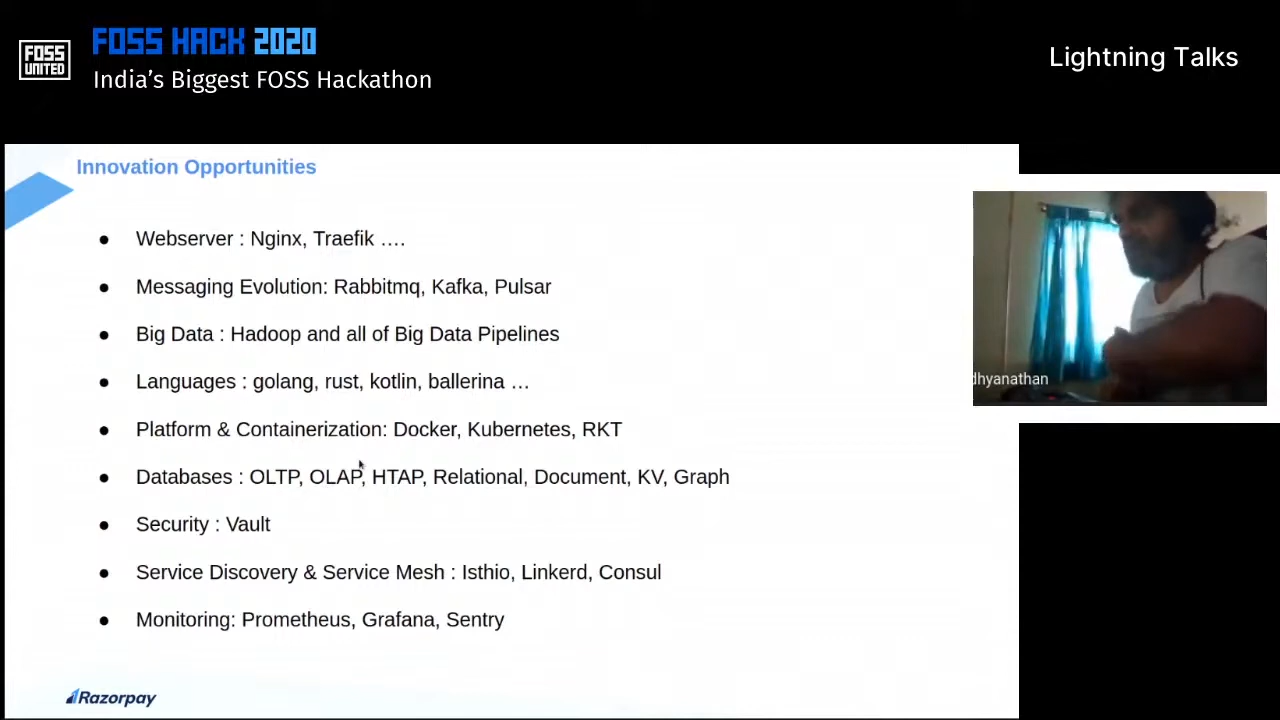 FOSS UNITED
FOSS HACK 2020
India's Biggest FOSS Hackathon
Lightning Talks
Innovation Opportunities
● Webserver : Nginx, Traefik ….
● Messaging Evolution: Rabbitmq, Kafka, Pulsar
● Big Data : Hadoop and all of Big Data Pipelines
● Languages : golang, rust, kotlin, ballerina …
● Platform & Containerization: Docker, Kubernetes, RKT
● Databases : OLTP, OLAP, HTAP, Relational, Document, KV, Graph
● Security : Vault
● Service Discovery & Service Mesh : Isthio, Linkerd, Consul
● Monitoring: Prometheus, Grafana, Sentry
Razorpay
dhyanathan